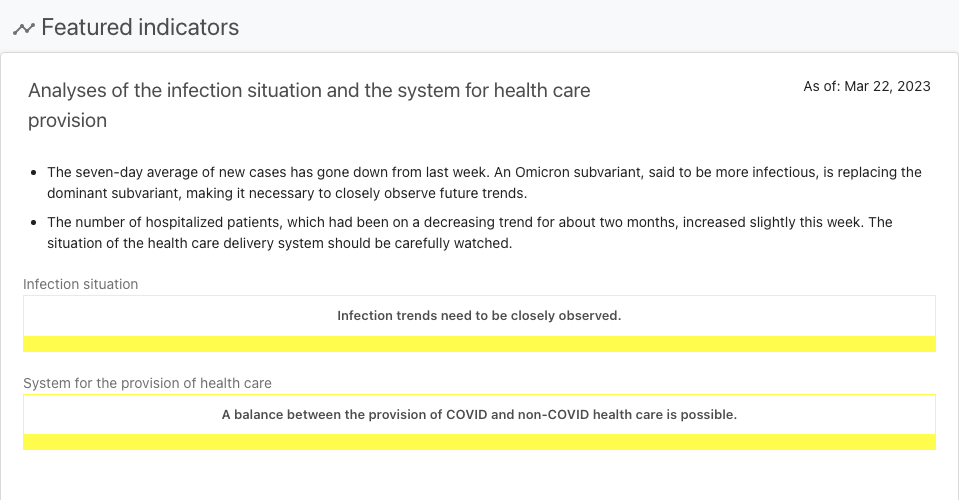 Featured indicators
Analyses of the infection situation and the system for health care
provision
As of: Mar 22, 2023
The seven-day average of new cases has gone down from last week. An Omicron subvariant, said to be more infectious, is replacing the
dominant subvariant, making it necessary to closely observe future trends.
The number of hospitalized patients, which had been on a decreasing trend for about two months, increased slightly this week. The
situation of the health care delivery system should be carefully watched.
Infection situation
Infection trends need to be closely observed.
System for the provision of health care
A balance between the provision of COVID and non-COVID health care is possible.